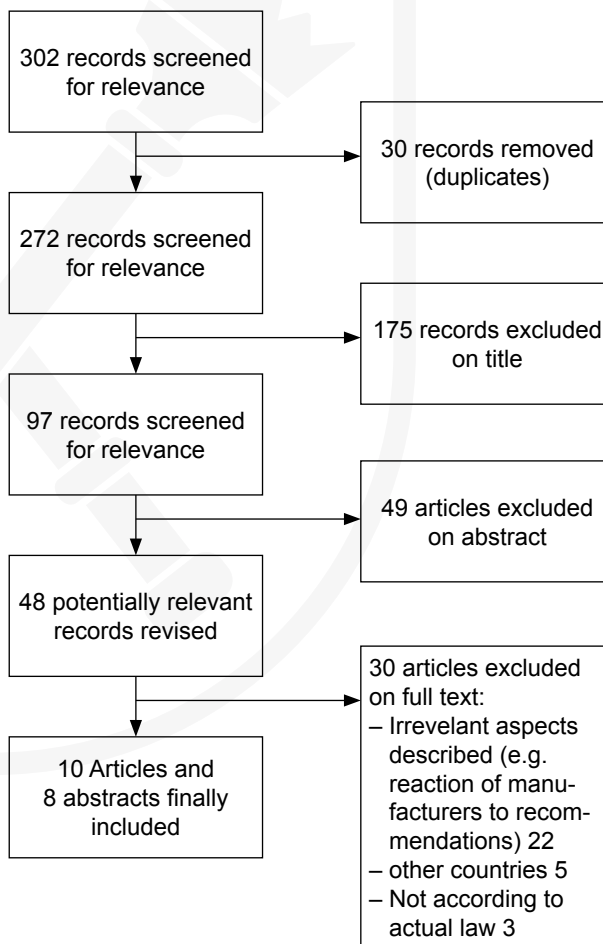 302 records screened
for relevance
30 records removed
(duplicates)
272 records screened
for relevance
175 records excluded
on title
97 records screened
for relevance
49 articles excluded
on abstract
48 potentially relevant
records revised
30 articles excluded
on full text:
– Irrevelant aspects
described (e.g.
reaction of manu-
facturers to recom-
mendations) 22
– other countries 5
– Not according to
actual law 3
10 Articles and
8 abstracts finally
included